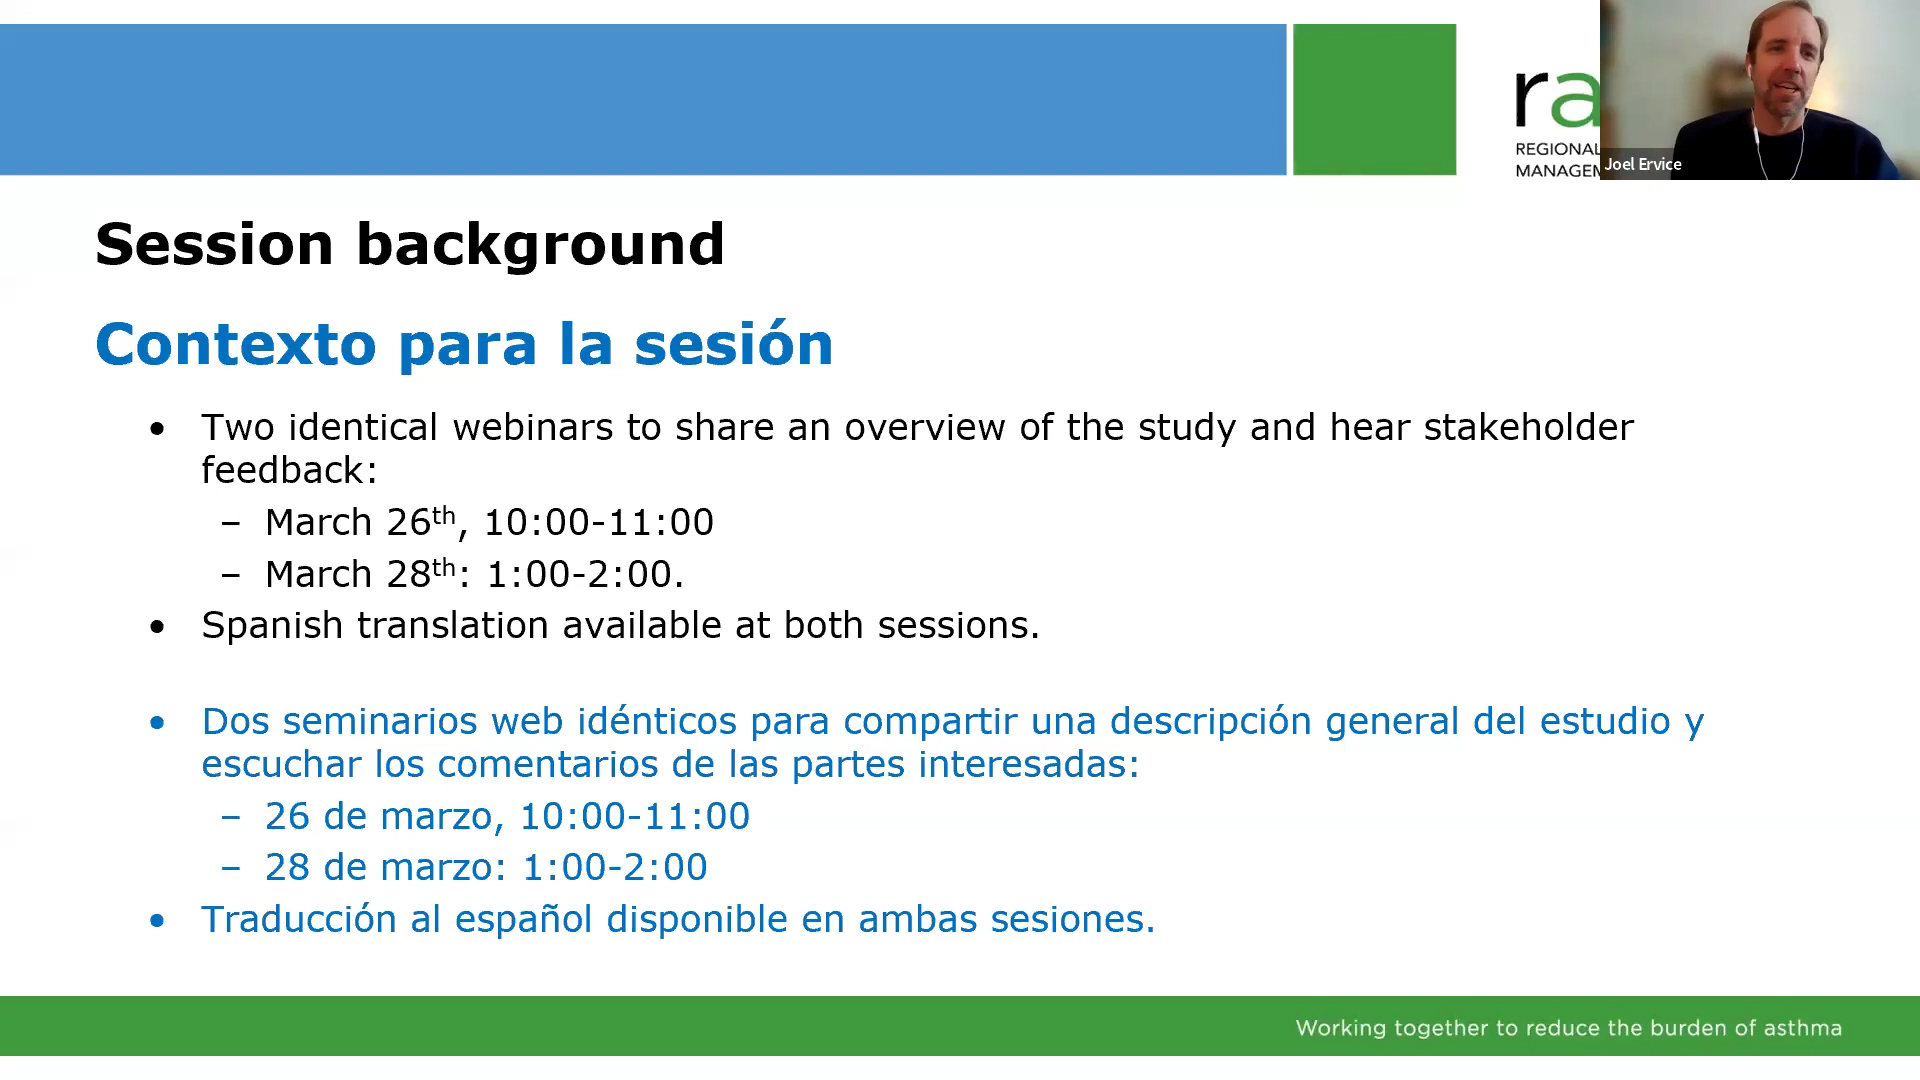 ra
REGIONAL
MANAGEM
Joel Ervice
Session background
Contexto para la sesión
• Two identical webinars to share an overview of the study and hear stakeholder
feedback:
– March 26th, 10:00-11:00
– March 28th: 1:00-2:00.
• Spanish translation available at both sessions.
• Dos seminarios web idénticos para compartir una descripción general del estudio y
escuchar los comentarios de las partes interesadas:
– 26 de marzo, 10:00-11:00
– 28 de marzo: 1:00-2:00
• Traducción al español disponible en ambas sesiones.
Working together to reduce the burden of asthma